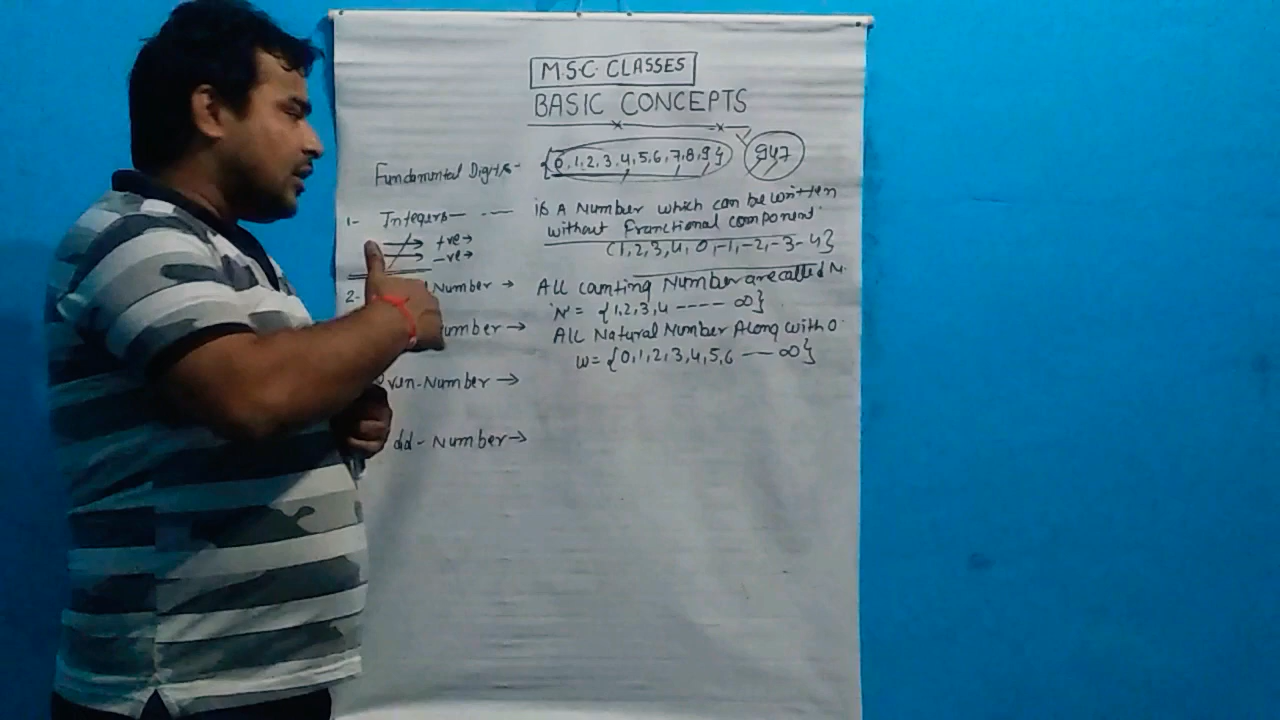 M.S.C. CLASSES
BASIC CONCEPTS
Fundamental Digits - {0,1,2,3,4,5,6,7,8,9} 947
1- Integers — is A Number which can be written
without Fractional component.
+ve→ (1,2,3,4,0,-1,-2,-3-4}
-ve→
2- Number → All counting Number are called N.
N = {1,2,3,4 ---- ∞}
umber → All Natural Number Along with 0.
W = {0,1,2,3,4,5,6 — ∞}
ven-Number →
dd-Number →